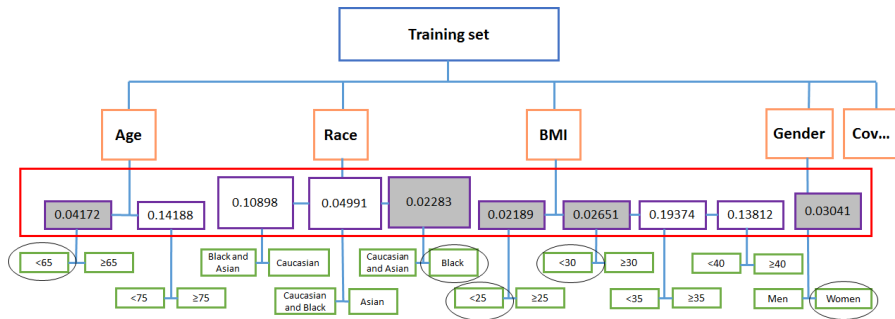 Training set
Age
Race
BMI
Gender
Cov...
0.04172
0.14188
0.10898
0.04991
0.02283
0.02189
0.02651
0.19374
0.13812
0.03041
<65
≥65
<75
≥75
Black and
Asian
Caucasian
Caucasian
and Black
Asian
Caucasian
and Asian
Black
<25
≥25
<30
≥30
<35
≥35
<40
≥40
Men
Women